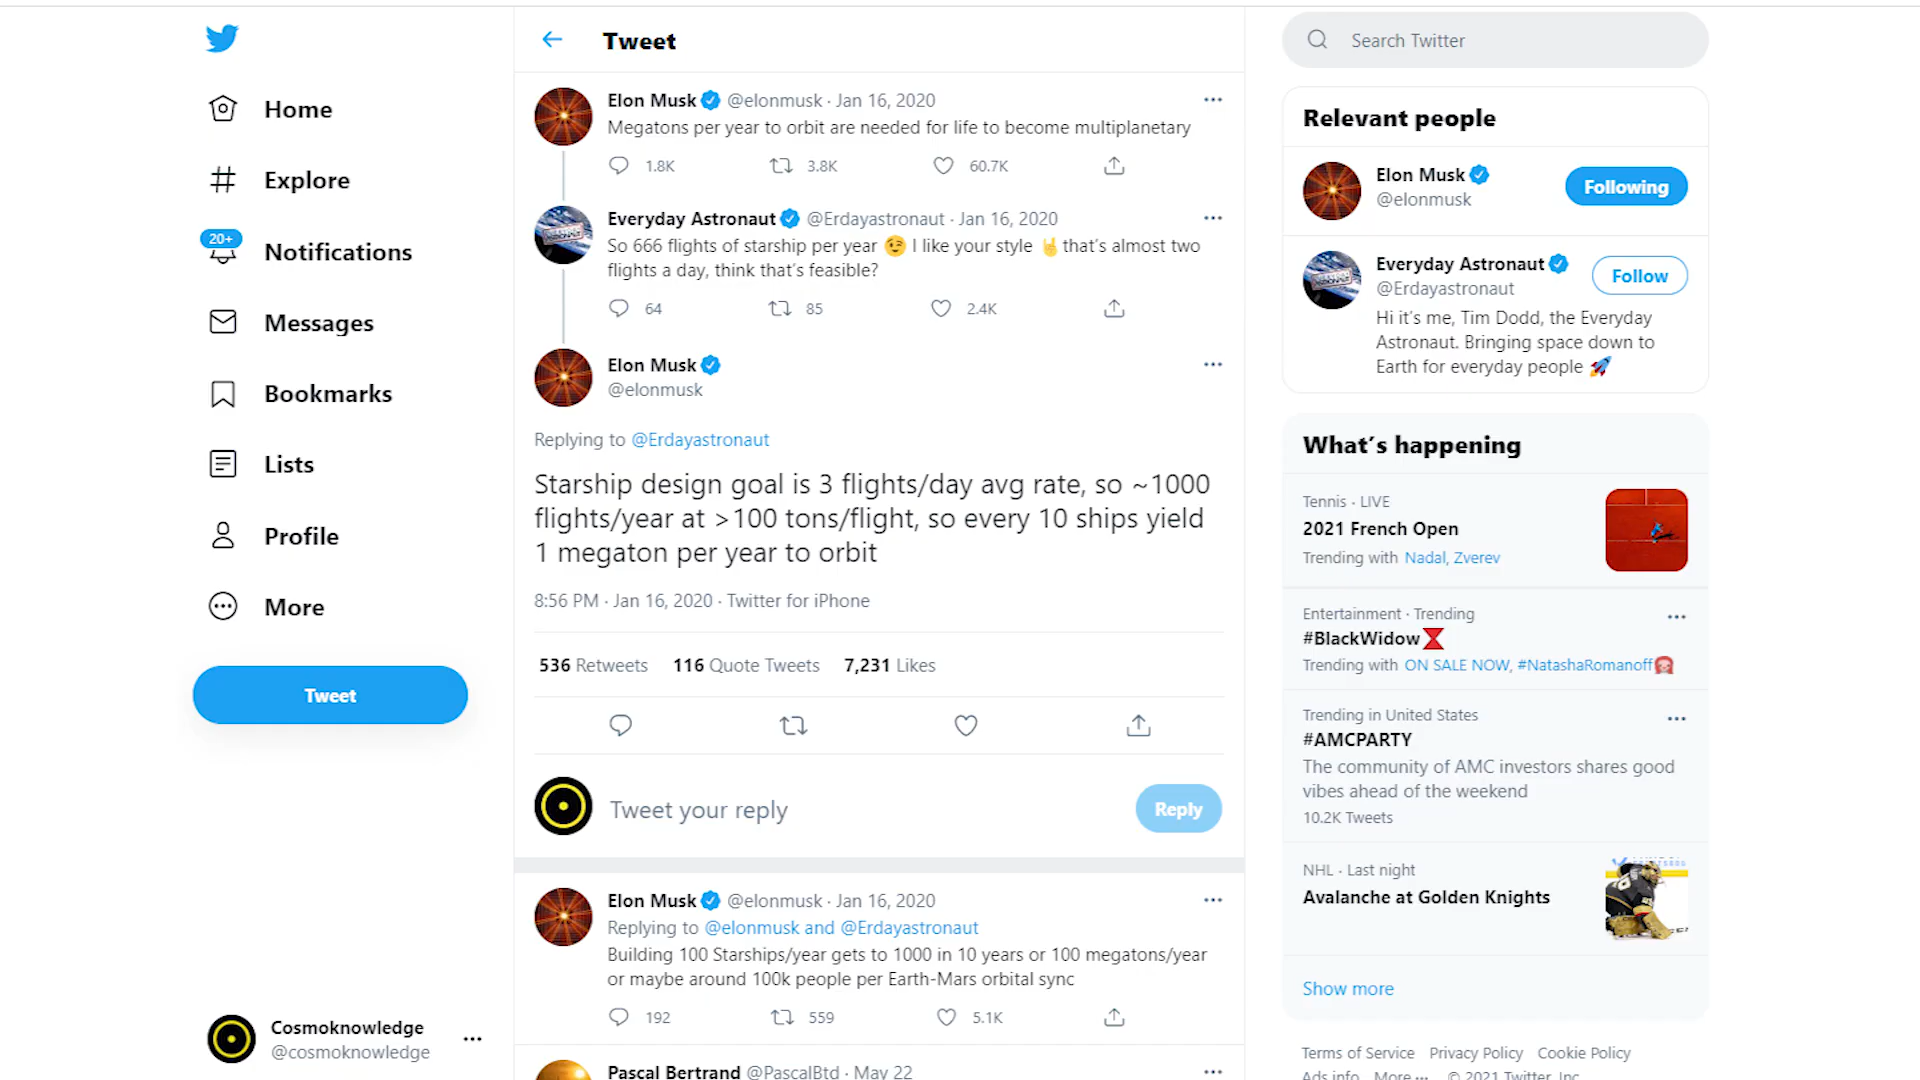 Home
Explore
20+
Notifications
Messages
Bookmarks
Lists
Profile
More
Tweet
Cosmoknowledge
@cosmoknowledge
Tweet
Elon Musk @elonmusk · Jan 16, 2020
Megatons per year to orbit are needed for life to become multiplanetary
1.8K 3.8K 60.7K
Everyday Astronaut @Erdayastronaut · Jan 16, 2020
So 666 flights of starship per year 😉 I like your style 🤘 that's almost two
flights a day, think that's feasible?
64 85 2.4K
Elon Musk
@elonmusk
Replying to @Erdayastronaut
Starship design goal is 3 flights/day avg rate, so ~1000
flights/year at >100 tons/flight, so every 10 ships yield
1 megaton per year to orbit
8:56 PM · Jan 16, 2020 · Twitter for iPhone
536 Retweets 116 Quote Tweets 7,231 Likes
Tweet your reply
Reply
Elon Musk @elonmusk · Jan 16, 2020
Replying to @elonmusk and @Erdayastronaut
Building 100 Starships/year gets to 1000 in 10 years or 100 megatons/year
or maybe around 100k people per Earth-Mars orbital sync
192 559 5.1K
Pascal Bertrand @PascalBtd · May 22
Search Twitter
Relevant people
Elon Musk
@elonmusk
Following
Everyday Astronaut
@Erdayastronaut
Follow
Hi it's me, Tim Dodd, the Everyday
Astronaut. Bringing space down to
Earth for everyday people 🚀
What's happening
Tennis · LIVE
2021 French Open
Trending with Nadal, Zverev
Entertainment · Trending
#BlackWidow
Trending with ON SALE NOW, #NatashaRomanoff
Trending in United States
#AMCPARTY
The community of AMC investors shares good
vibes ahead of the weekend
10.2K Tweets
NHL · Last night
Avalanche at Golden Knights
Show more
Terms of Service Privacy Policy Cookie Policy
Ads info More ··· © 2021 Twitter, Inc.